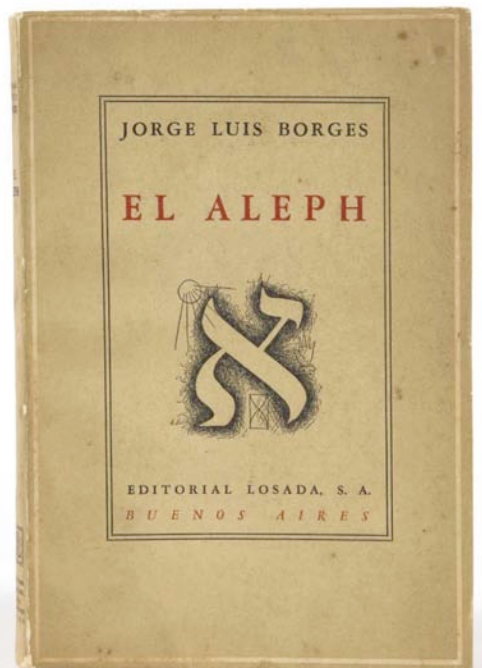 JORGE LUIS BORGES
EL ALEPH
א
EDITORIAL LOSADA, S. A.
BUENOS AIRES